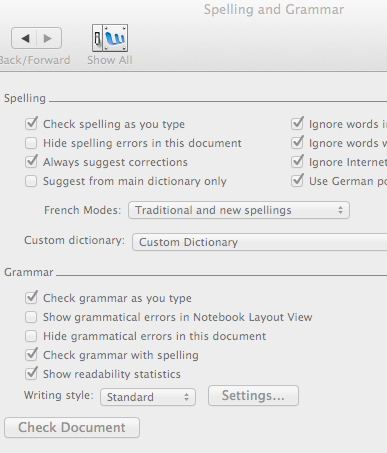 Spelling and Grammar
Back/Forward Show All
Spelling
Check spelling as you type Ignore words
Hide spelling errors in this document Ignore words
Always suggest corrections Ignore Internet
Suggest from main dictionary only Use German
French Modes: Traditional and new spellings
Custom dictionary: Custom Dictionary
Grammar
Check grammar as you type
Show grammatical errors in Notebook Layout View
Hide grammatical errors in this document
Check grammar with spelling
Show readability statistics
Writing style: Standard Settings...
Check Document